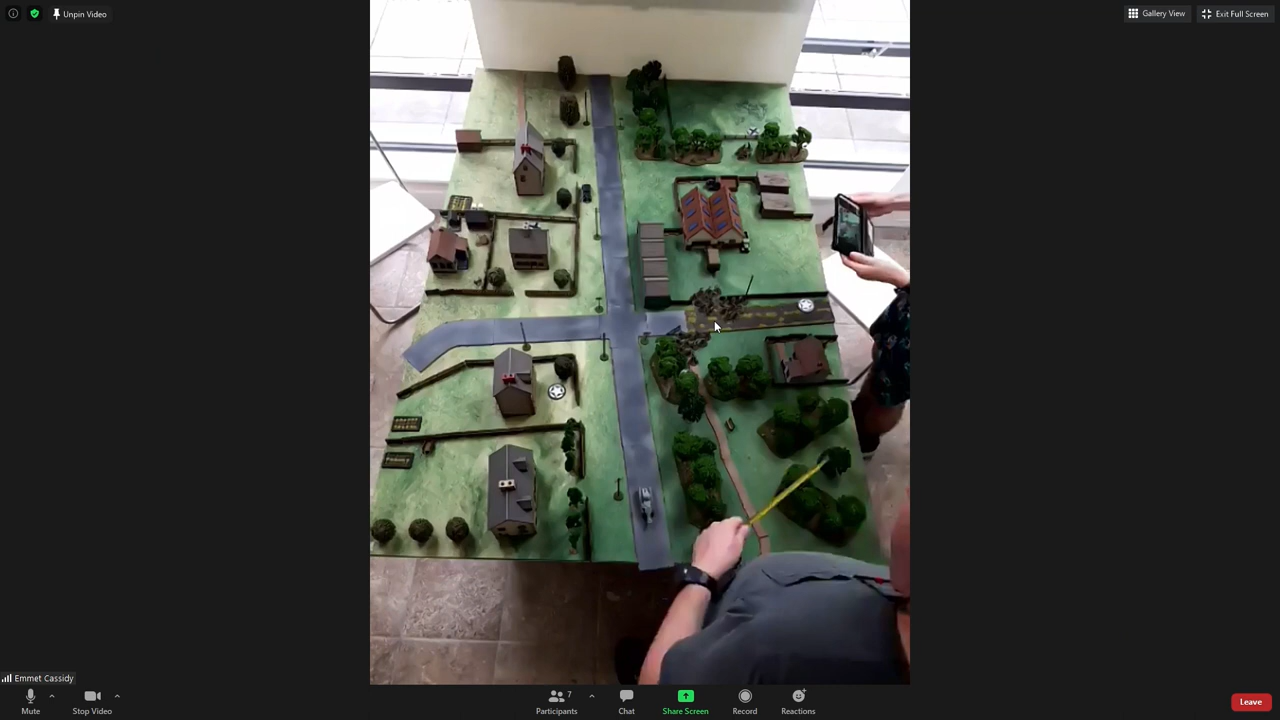 Unpin Video
Gallery View
Exit Full Screen
Emmet Cassidy
Mute
Stop Video
Participants
7
Chat
Share Screen
Record
Reactions
Leave